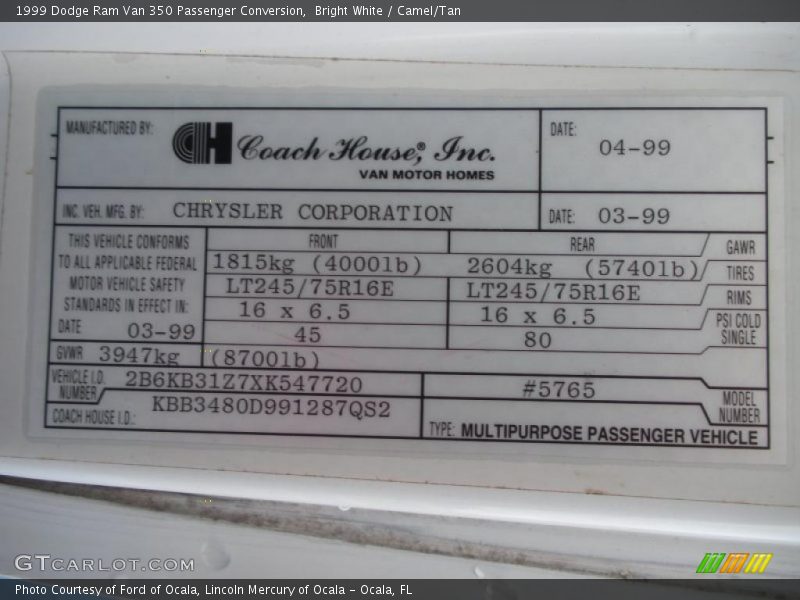 1999 Dodge Ram Van 350 Passenger Conversion,  Bright White / Camel/Tan
MANUFACTURED BY:
CH Coach House,® Inc.
VAN MOTOR HOMES
DATE:
04-99
INC. VEH. MFG. BY: CHRYSLER CORPORATION
DATE: 03-99
THIS VEHICLE CONFORMS
TO ALL APPLICABLE FEDERAL
MOTOR VEHICLE SAFETY
STANDARDS IN EFFECT IN:
DATE 03-99
FRONT REAR GAWR
1815kg (4000lb) 2604kg (5740lb) TIRES
LT245/75R16E LT245/75R16E RIMS
16 x 6.5 16 x 6.5 PSI COLD
45 80 SINGLE
GVWR 3947kg (8700lb)
VEHICLE I.D.
NUMBER 2B6KB31Z7XK547720
#5765 MODEL
NUMBER
COACH HOUSE I.D.: KBB3480D991287QS2
TYPE: MULTIPURPOSE PASSENGER VEHICLE
GTCARLOT.COM
Photo Courtesy of Ford of Ocala, Lincoln Mercury of Ocala - Ocala, FL